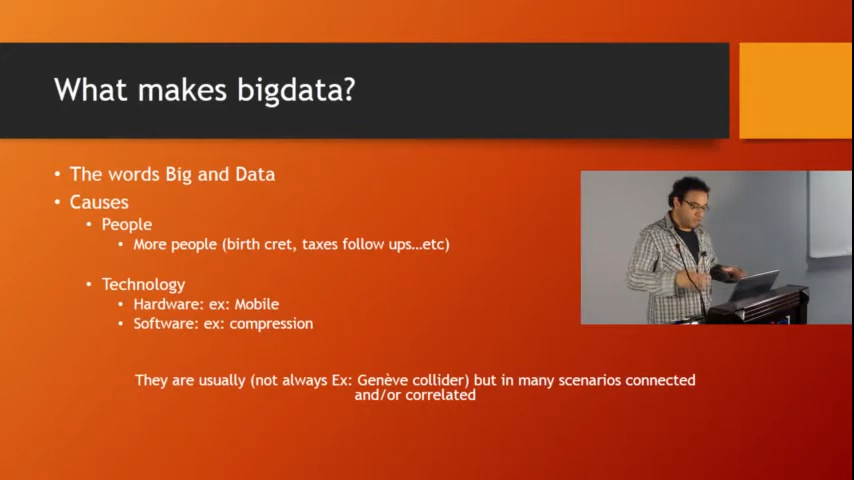 What makes bigdata?
• The words Big and Data
• Causes
• People
• More people (birth cret, taxes follow ups…etc)
• Technology
• Hardware: ex: Mobile
• Software: ex: compression
They are usually (not always Ex: Genève collider) but in many scenarios connected
and/or correlated